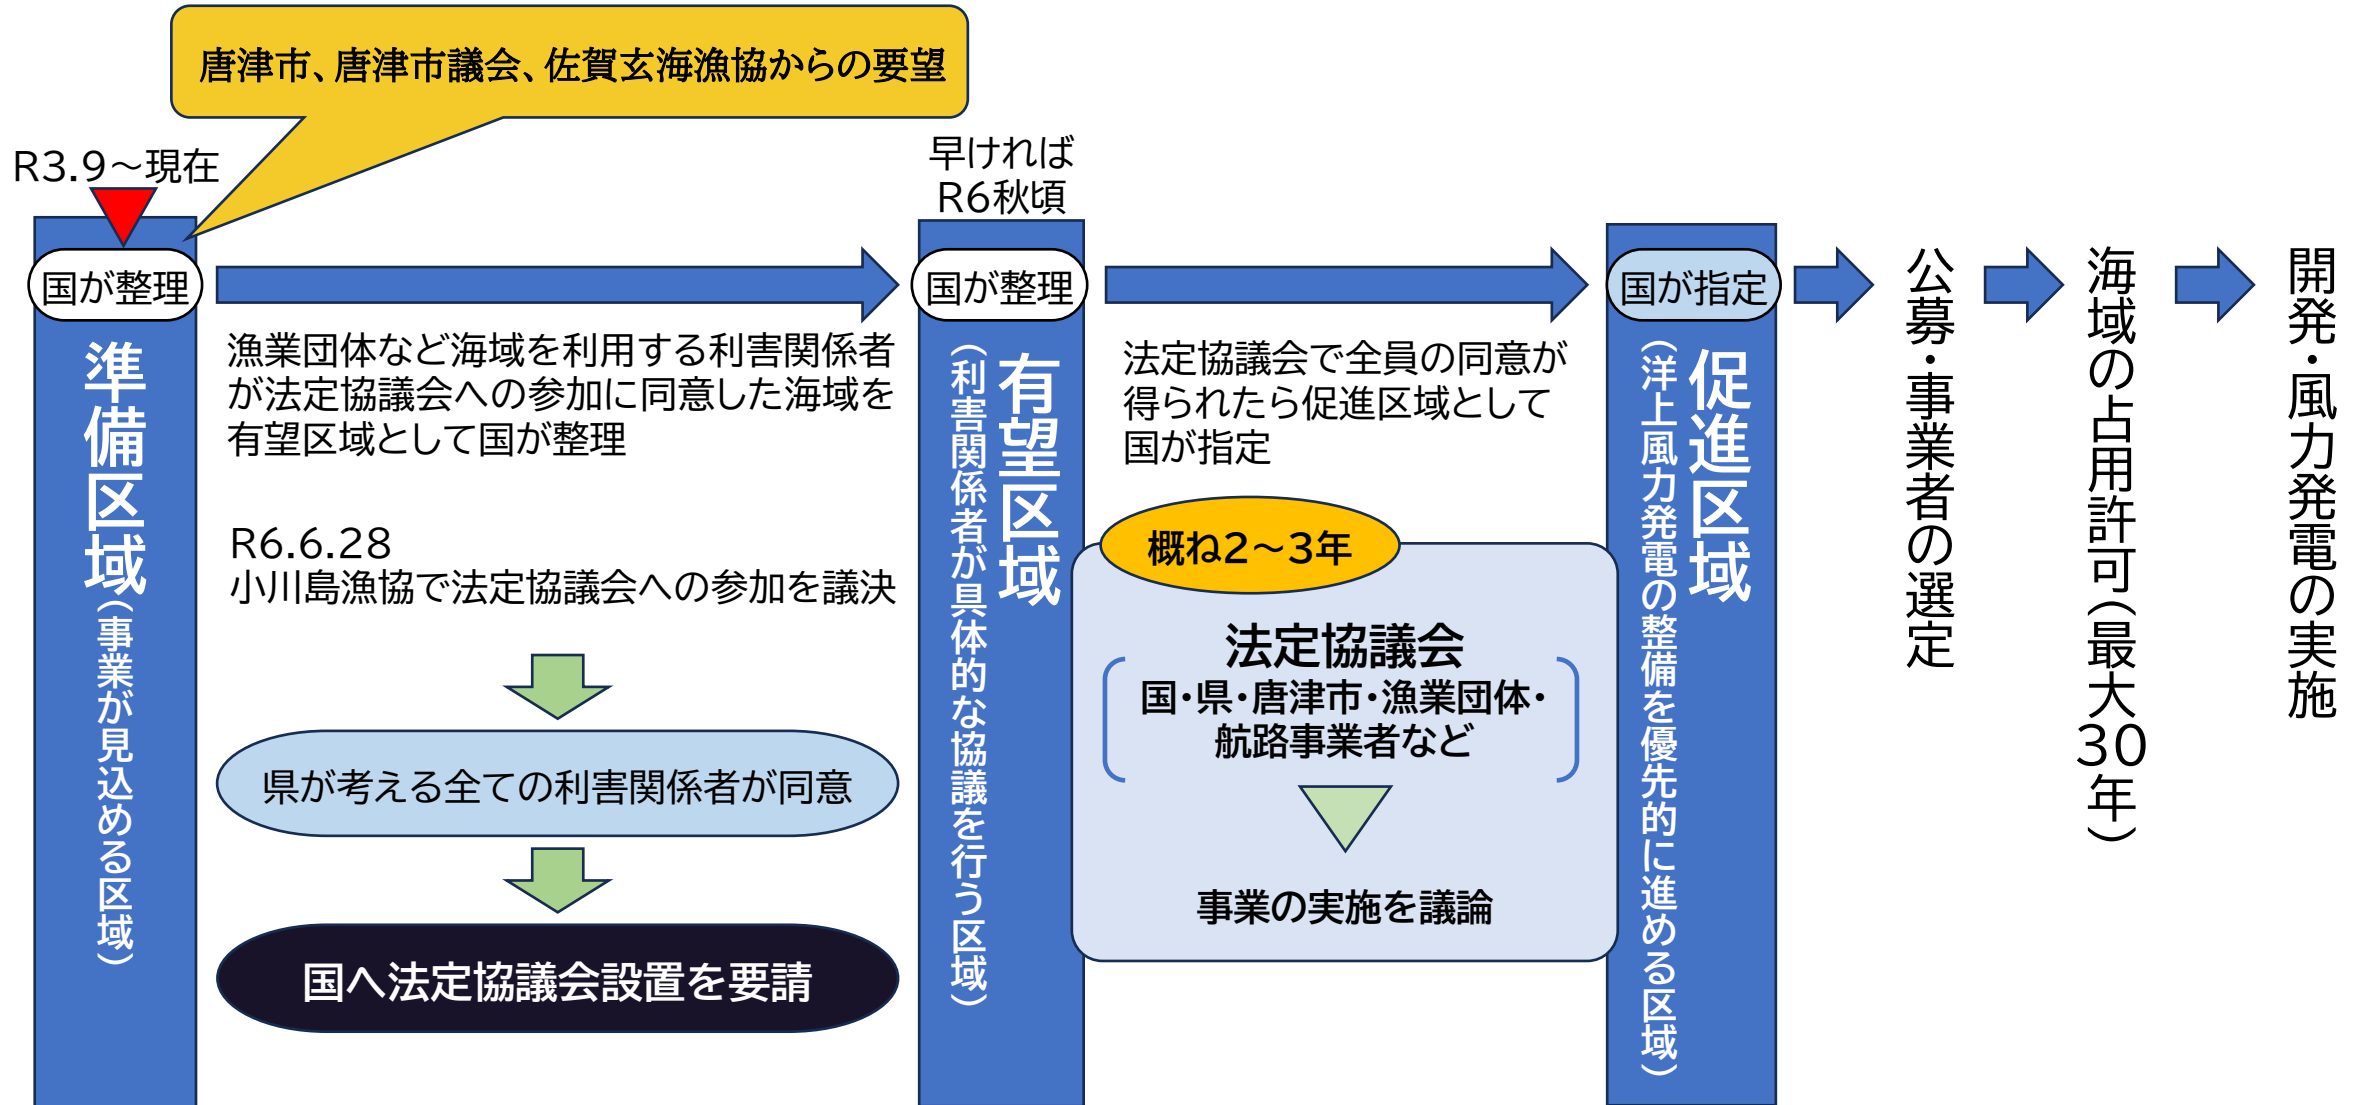 唐津市、唐津市議会、佐賀玄海漁協からの要望
R3.9～現在
国が整理
準備区域(事業が見込める区域)
漁業団体など海域を利用する利害関係者
が法定協議会への参加に同意した海域を
有望区域として国が整理
R6.6.28
小川島漁協で法定協議会への参加を議決
県が考える全ての利害関係者が同意
国へ法定協議会設置を要請
早ければ
R6秋頃
国が整理
有望区域
(利害関係者が具体的な協議を行う区域)
法定協議会で全員の同意が
得られたら促進区域として
国が指定
概ね2～3年
法定協議会
国・県・唐津市・漁業団体・
航路事業者など
事業の実施を議論
国が指定
促進区域
(洋上風力発電の整備を優先的に進める区域)
公募・事業者の選定
海域の占用許可(最大30年)
開発・風力発電の実施